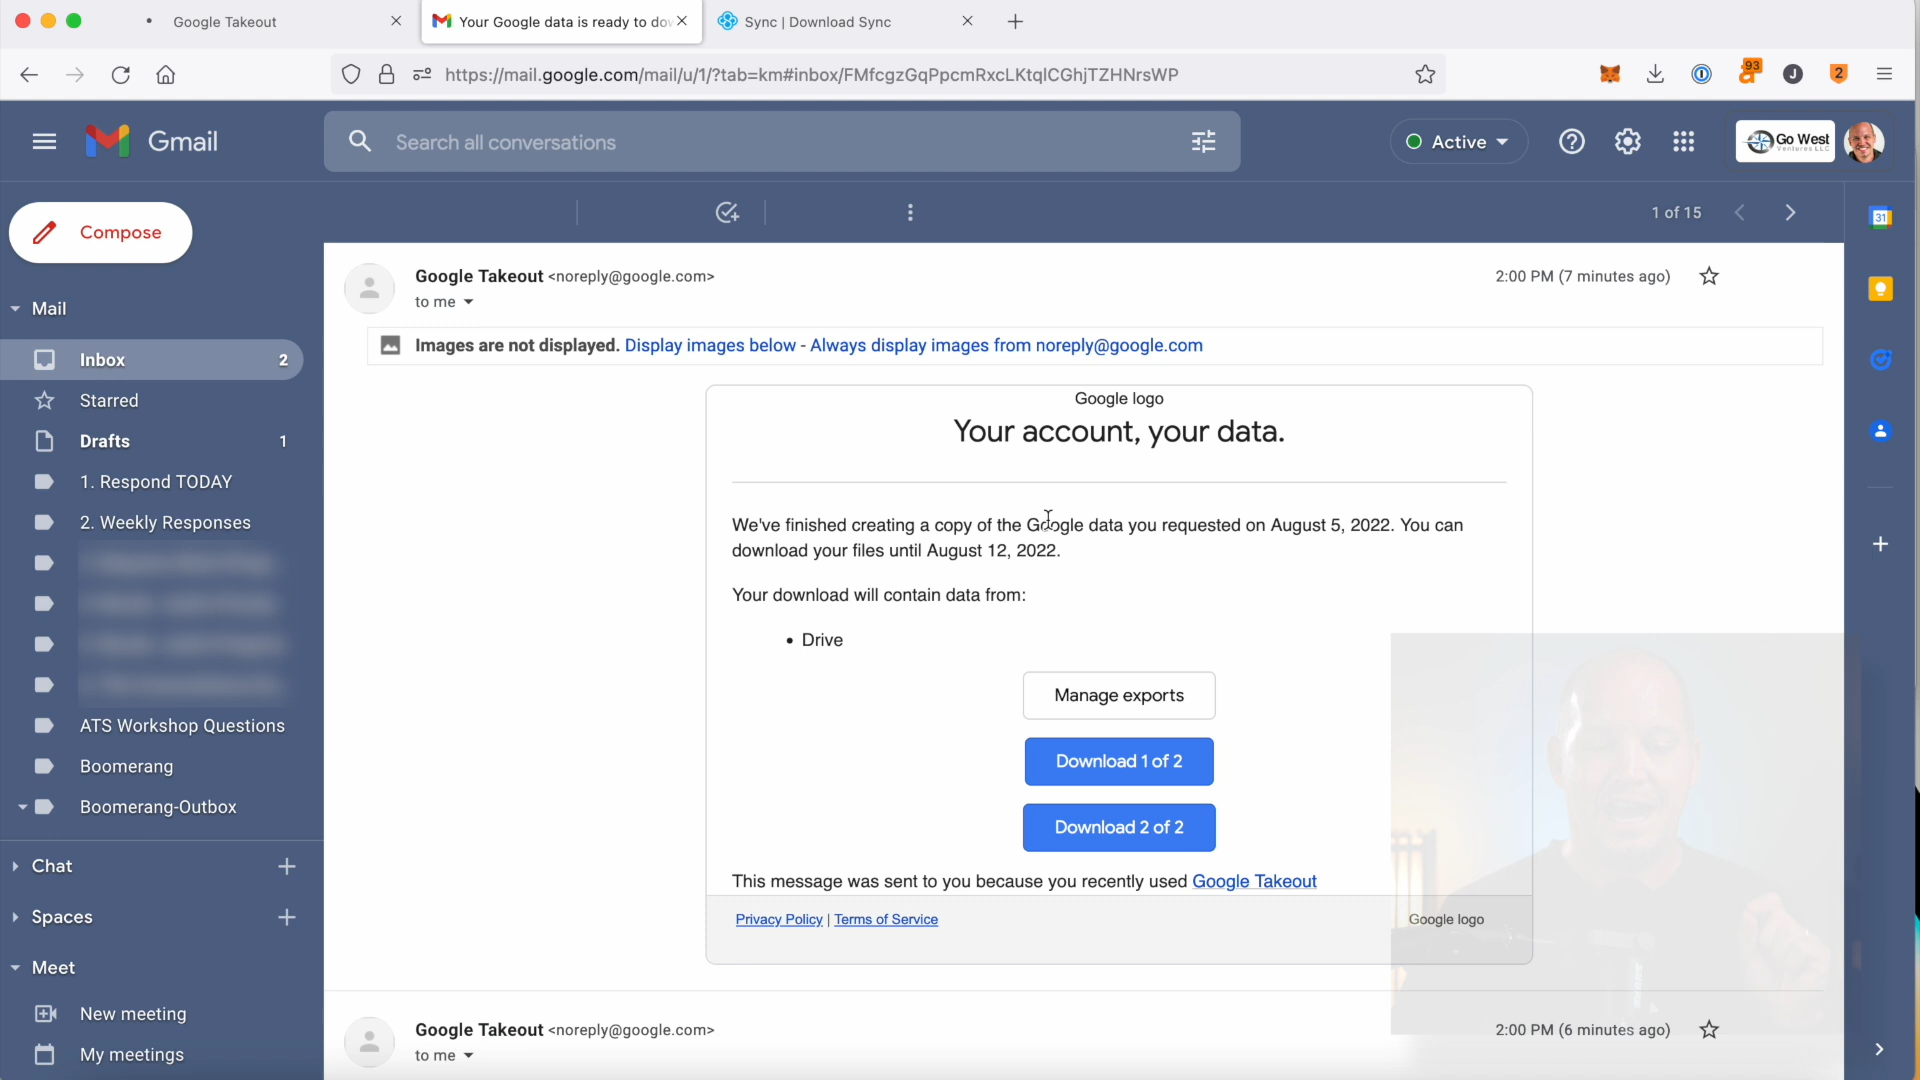 Google Takeout
Your Google data is ready to do
Sync | Download Sync
https://mail.google.com/mail/u/1/?tab=km#inbox/FMfcgzGqPpcmRxcLKtqlCGhjTZHNrsWP
93
J
2
Gmail
Search all conversations
Active
Go West
Ventures LLC
Compose
1 of 15
31
Mail
Inbox 2
Starred
Drafts 1
1. Respond TODAY
2. Weekly Responses
ATS Workshop Questions
Boomerang
Boomerang-Outbox
Chat
Spaces
Meet
New meeting
My meetings
Google Takeout <noreply@google.com>
2:00 PM (7 minutes ago)
to me
Images are not displayed. Display images below - Always display images from noreply@google.com
Google logo
Your account, your data.
We've finished creating a copy of the Google data you requested on August 5, 2022. You can
download your files until August 12, 2022.
Your download will contain data from:
• Drive
Manage exports
Download 1 of 2
Download 2 of 2
This message was sent to you because you recently used Google Takeout
Privacy Policy | Terms of Service
Google logo
Google Takeout <noreply@google.com>
2:00 PM (6 minutes ago)
to me